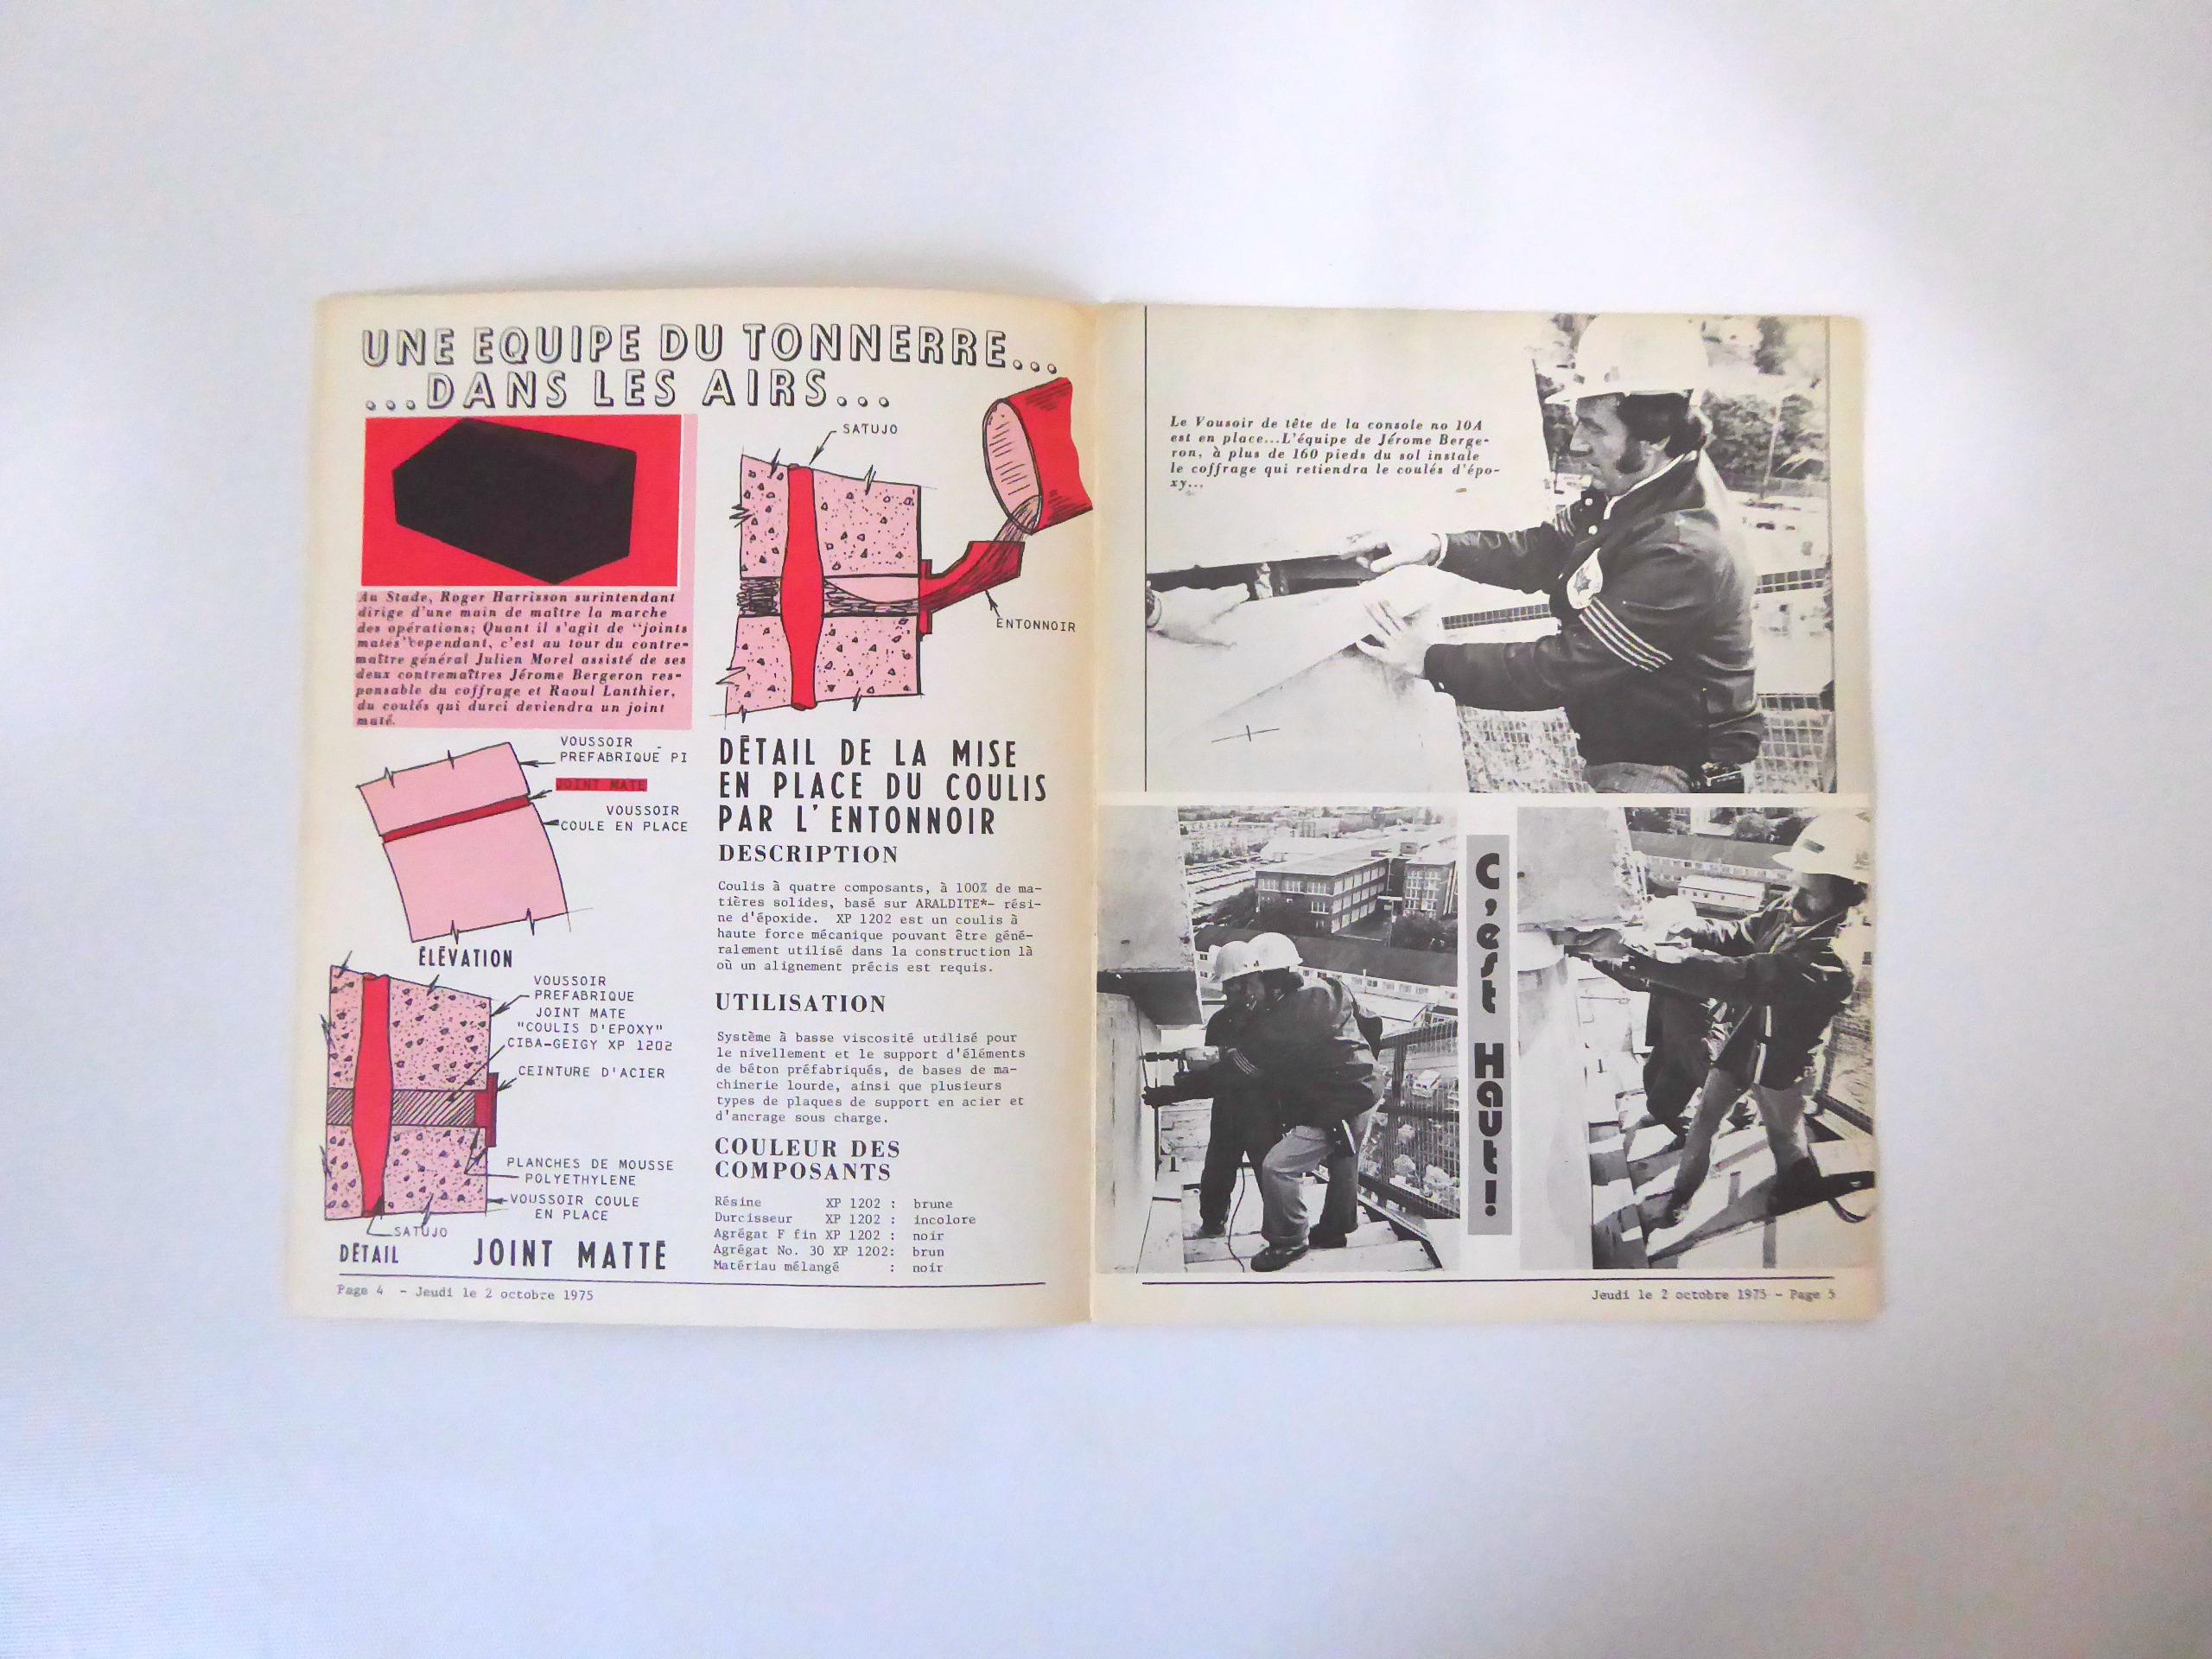 UNE EQUIPE DU TONNERRE...
...DANS LES AIRS...
Au Stade, Roger Harrisson surintendant
dirige d'une main de maître la marche
des opérations; Quant il s'agit de "joints
matés" cependant, c'est au tour du contre-
maître général Julien Morel assisté de ses
deux contremaîtres Jérome Bergeron res-
ponsable du coffrage et Raoul Lanthier,
du coulés qui durci deviendra un joint
maté.
VOUSSOIR
PREFABRIQUE PI
JOINT MATE
VOUSSOIR
COULE EN PLACE
ÉLÉVATION
VOUSSOIR
PREFABRIQUE
JOINT MATE
"COULIS D'EPOXY"
CIBA-GEIGY XP 1202
CEINTURE D'ACIER
PLANCHES DE MOUSSE
POLYETHYLENE
VOUSSOIR COULE
EN PLACE
SATUJO
DÉTAIL
JOINT MATTÉ
SATUJO
ENTONNOIR
DÉTAIL DE LA MISE
EN PLACE DU COULIS
PAR L'ENTONNOIR
DESCRIPTION
Coulis à quatre composants, à 100% de ma-
tières solides, basé sur ARALDITE*- rési-
ne d'époxide. XP 1202 est un coulis à
haute force mécanique pouvant être géné-
ralement utilisé dans la construction là
où un alignement précis est requis.
UTILISATION
Système à basse viscosité utilisé pour
le nivellement et le support d'éléments
de béton préfabriqués, de bases de ma-
chinerie lourde, ainsi que plusieurs
types de plaques de support en acier et
d'ancrage sous charge.
COULEUR DES
COMPOSANTS
Résine XP 1202 : brune
Durcisseur XP 1202 : incolore
Agrégat F fin XP 1202 : noir
Agrégat No. 30 XP 1202: brun
Matériau mélangé : noir
Page 4 - Jeudi le 2 octobre 1975
Le Vousoir de tête de la console no 10A
est en place...L'équipe de Jérome Berge-
ron, à plus de 160 pieds du sol instale
le coffrage qui retiendra le coulés d'épo-
xy...
C'est Haut!
Jeudi le 2 octobre 1975 - Page 5